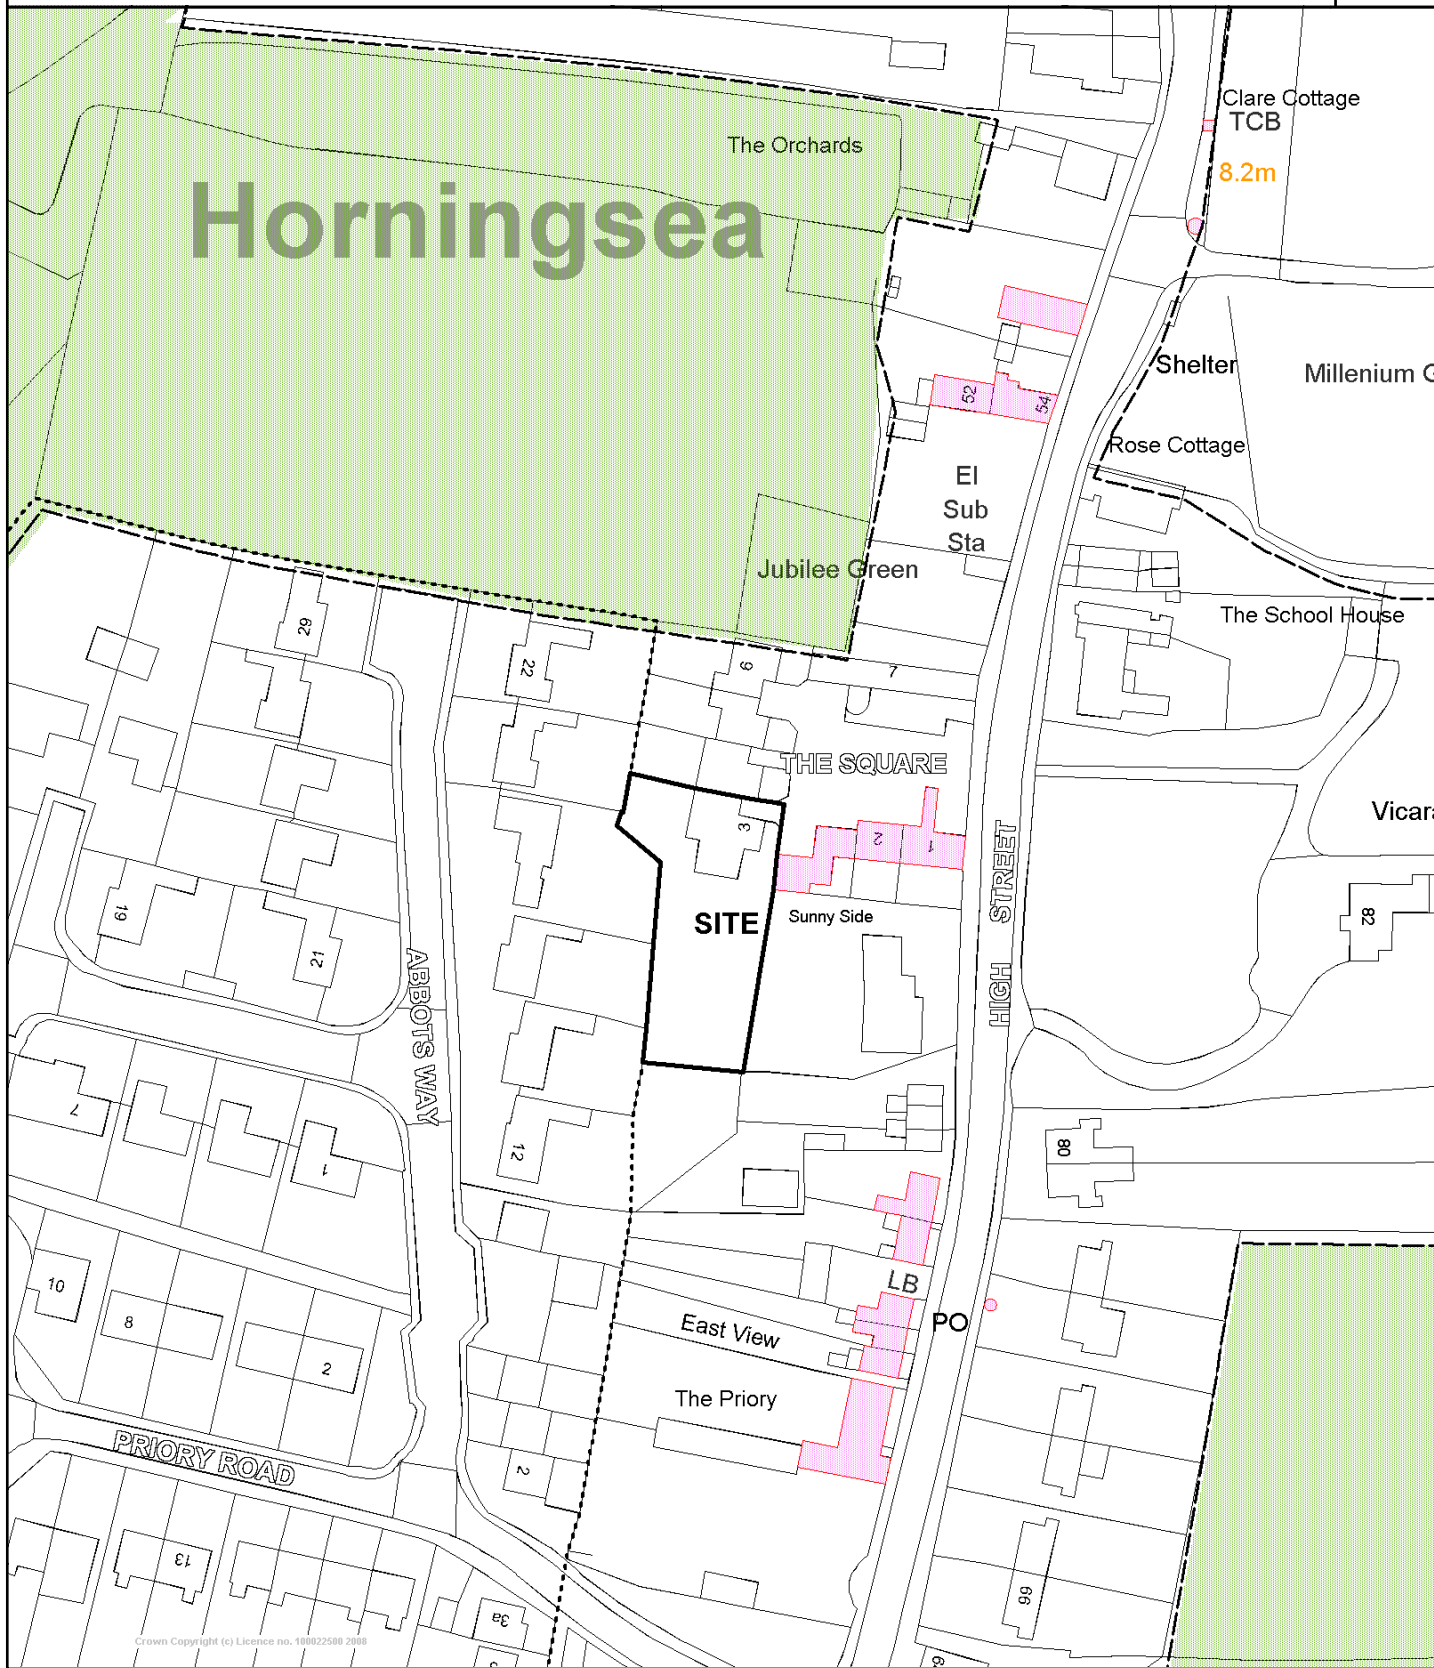 Clare Cottage
TCB
The Orchards
8.2m
Horningsea
Shelter
Millenium G
52
54
Rose Cottage
El
Sub
Sta
Jubilee Green
The School House
29
22
6
7
THE SQUARE
3
2
1
Vicara
HIGH STREET
19
21
SITE
Sunny Side
82
ABBOTS WAY
7
1
12
80
10
8
2
LB
PO
East View
The Priory
PRIORY ROAD
2
13
3a
66
Crown Copyright (c) Licence no. 100022500 2008